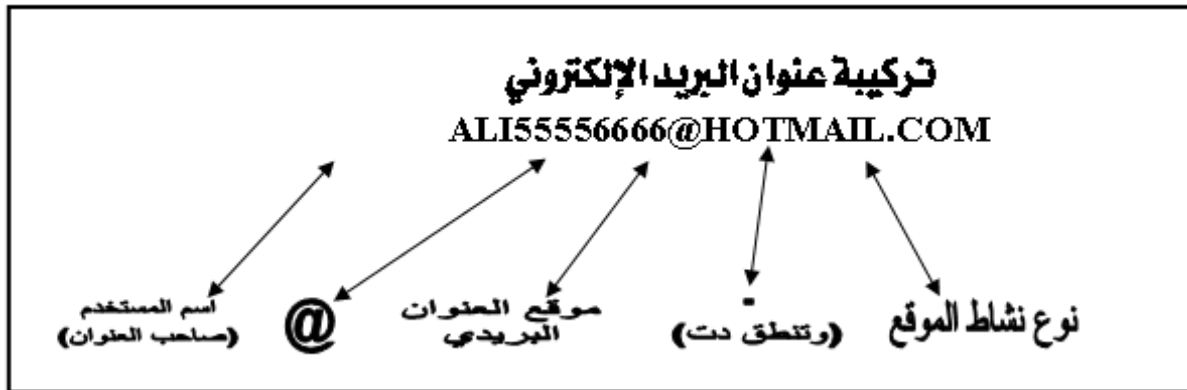 تركيبة عنوان البريد الإلكتروني
ALI55556666@HOTMAIL.COM
نوع نشاط الموقع
.
(وتنطق دت)
موقع العنوان
البريدي
@
اسم المستخدم
(صاحب العنوان)